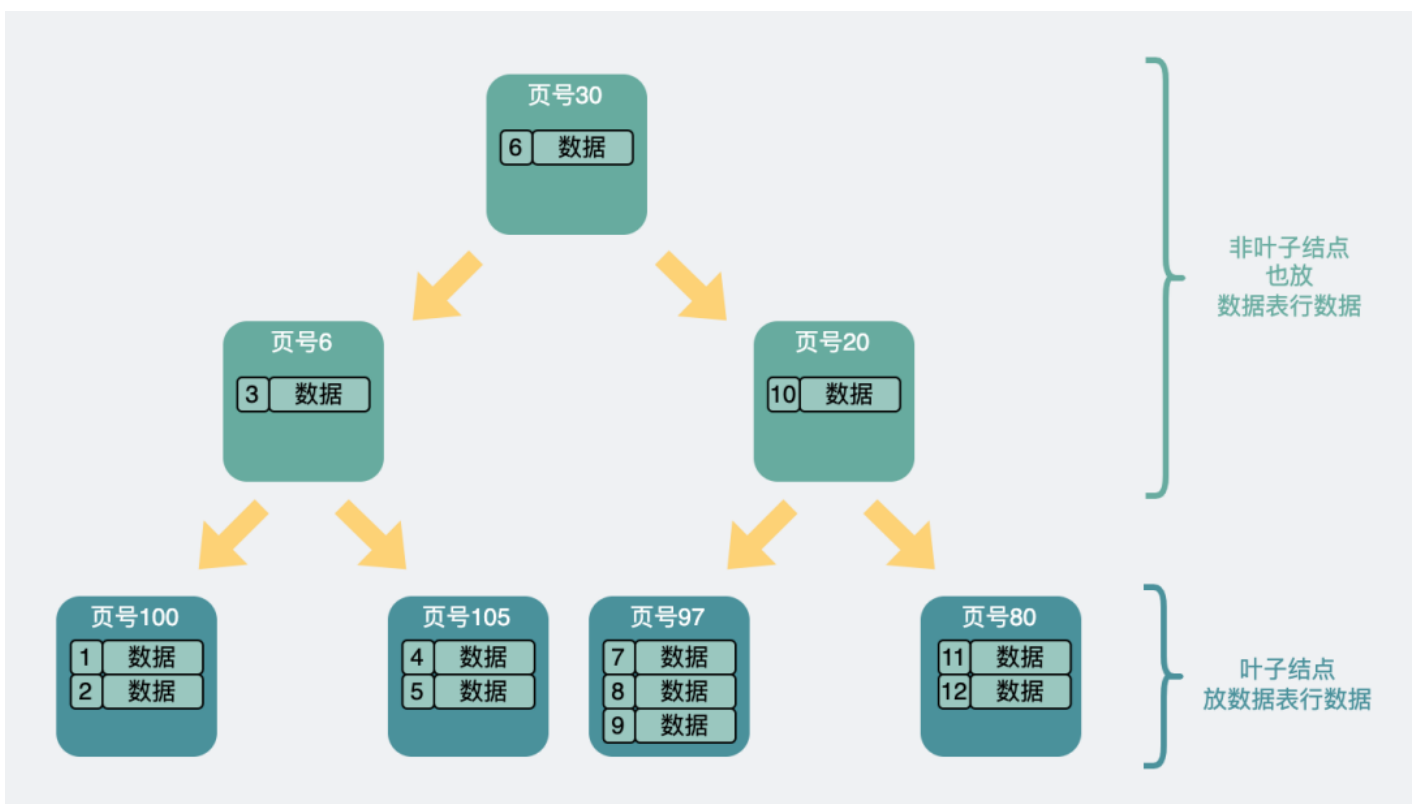 页号30
6 数据
非叶子结点
也放
数据表行数据
页号6
3 数据
页号20
10 数据
页号100
1 数据
2 数据
页号105
4 数据
5 数据
页号97
7 数据
8 数据
9 数据
页号80
11 数据
12 数据
叶子结点
放数据表行数据